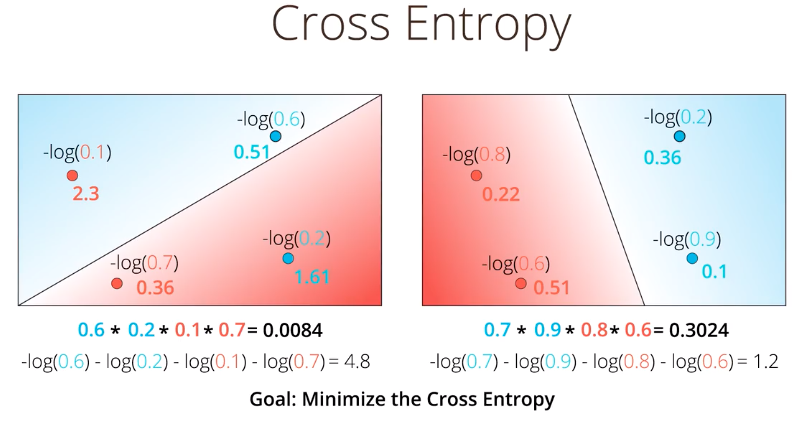 Cross Entropy
-log(0.6)
0.51
-log(0.1)
2.3
-log(0.2)
1.61
-log(0.7)
0.36
-log(0.2)
0.36
-log(0.8)
0.22
-log(0.9)
0.1
-log(0.6)
0.51
0.6 * 0.2 * 0.1 * 0.7 = 0.0084
0.7 * 0.9 * 0.8 * 0.6 = 0.3024
-log(0.6) - log(0.2) - log(0.1) - log(0.7) = 4.8
-log(0.7) - log(0.9) - log(0.8) - log(0.6) = 1.2
Goal: Minimize the Cross Entropy